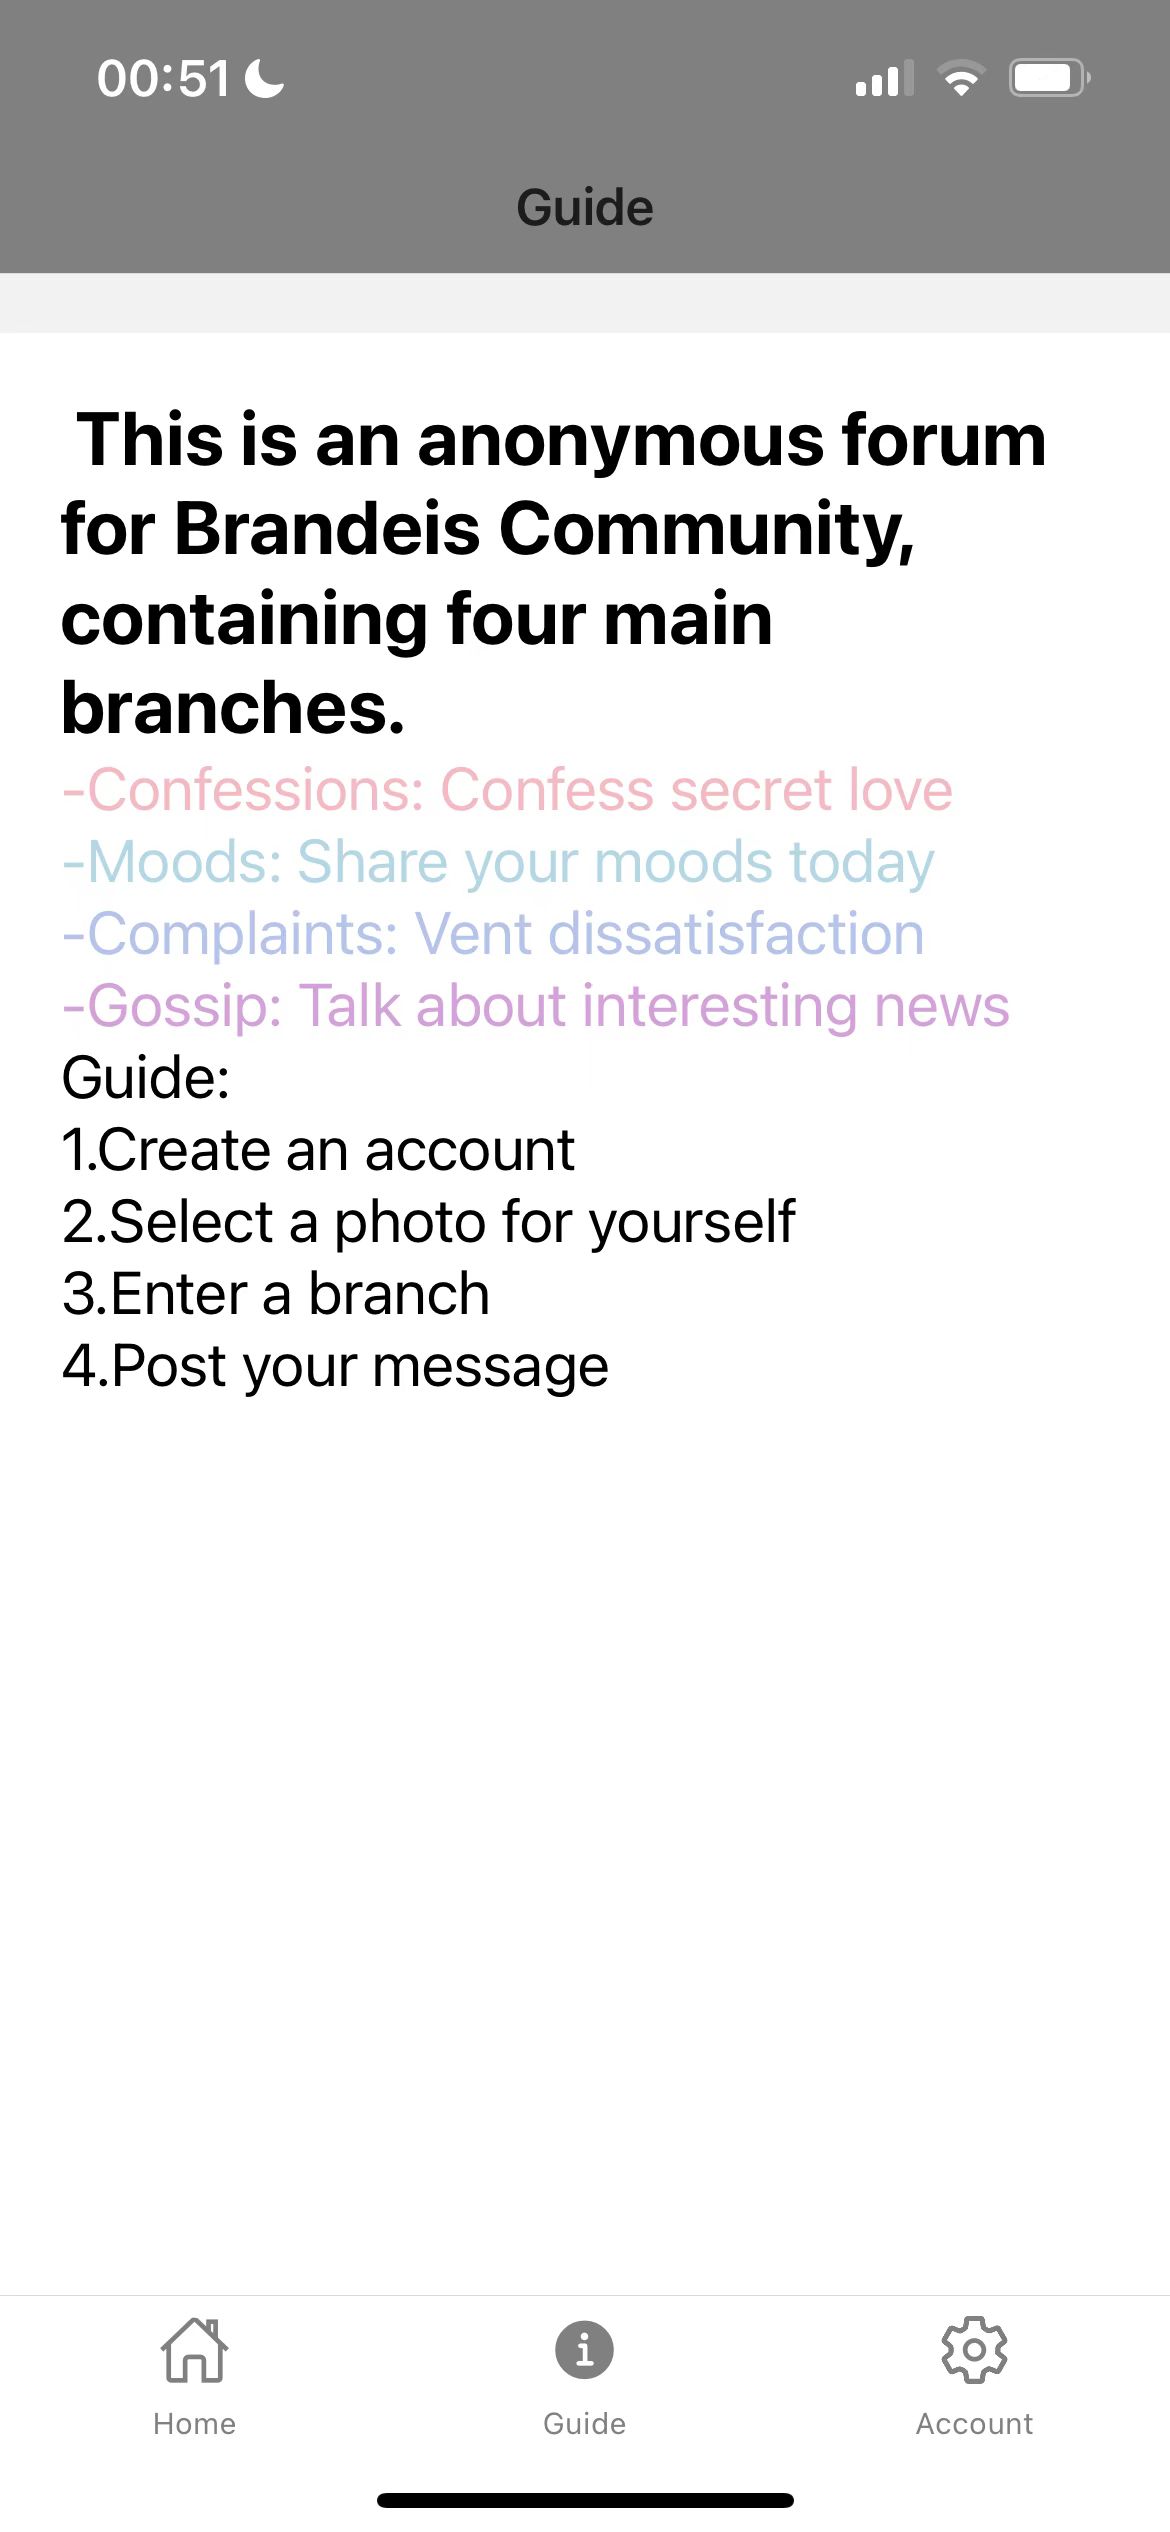 00:51
Guide
This is an anonymous forum
for Brandeis Community,
containing four main
branches.
-Confessions: Confess secret love
-Moods: Share your moods today
-Complaints: Vent dissatisfaction
-Gossip: Talk about interesting news
Guide:
1.Create an account
2.Select a photo for yourself
3.Enter a branch
4.Post your message
Home
Guide
Account